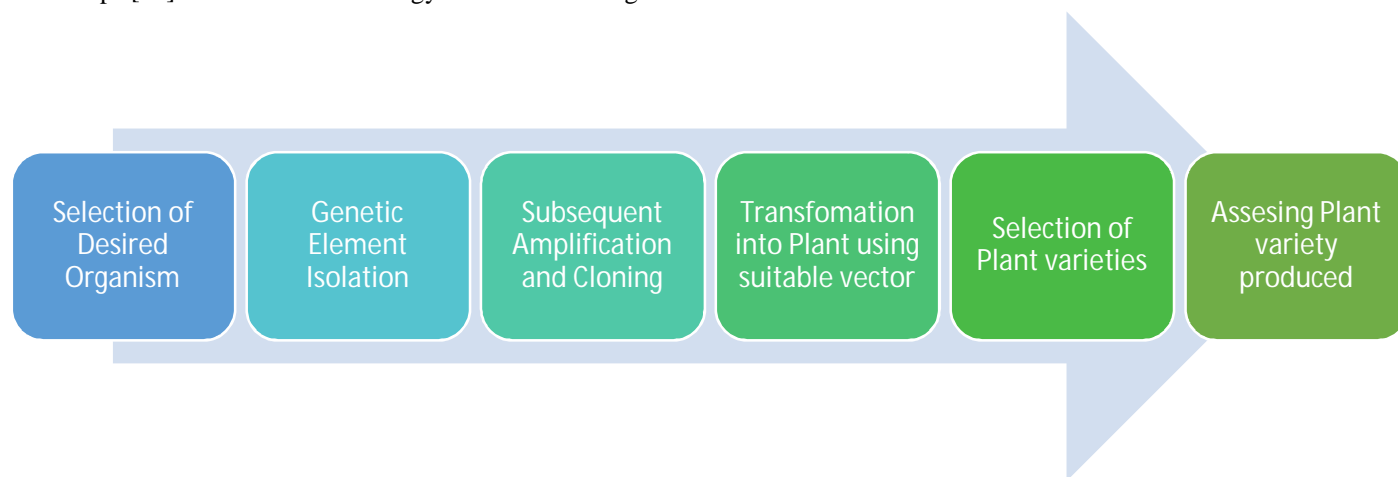 Selection of
Desired
Organism
Genetic
Element
Isolation
Subsequent
Amplification
and Cloning
Transfomation
into Plant using
suitable vector
Selection of
Plant varieties
Assesing Plant
variety
produced